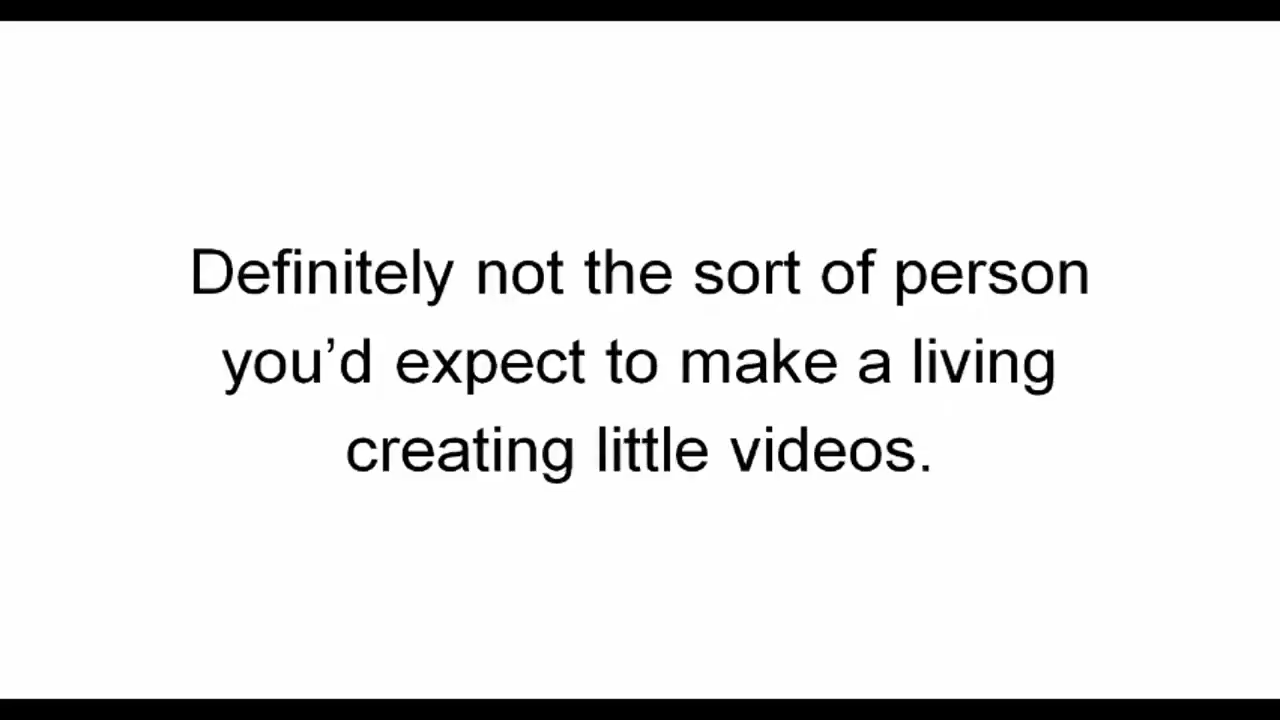 Definitely not the sort of person
you’d expect to make a living
creating little videos.